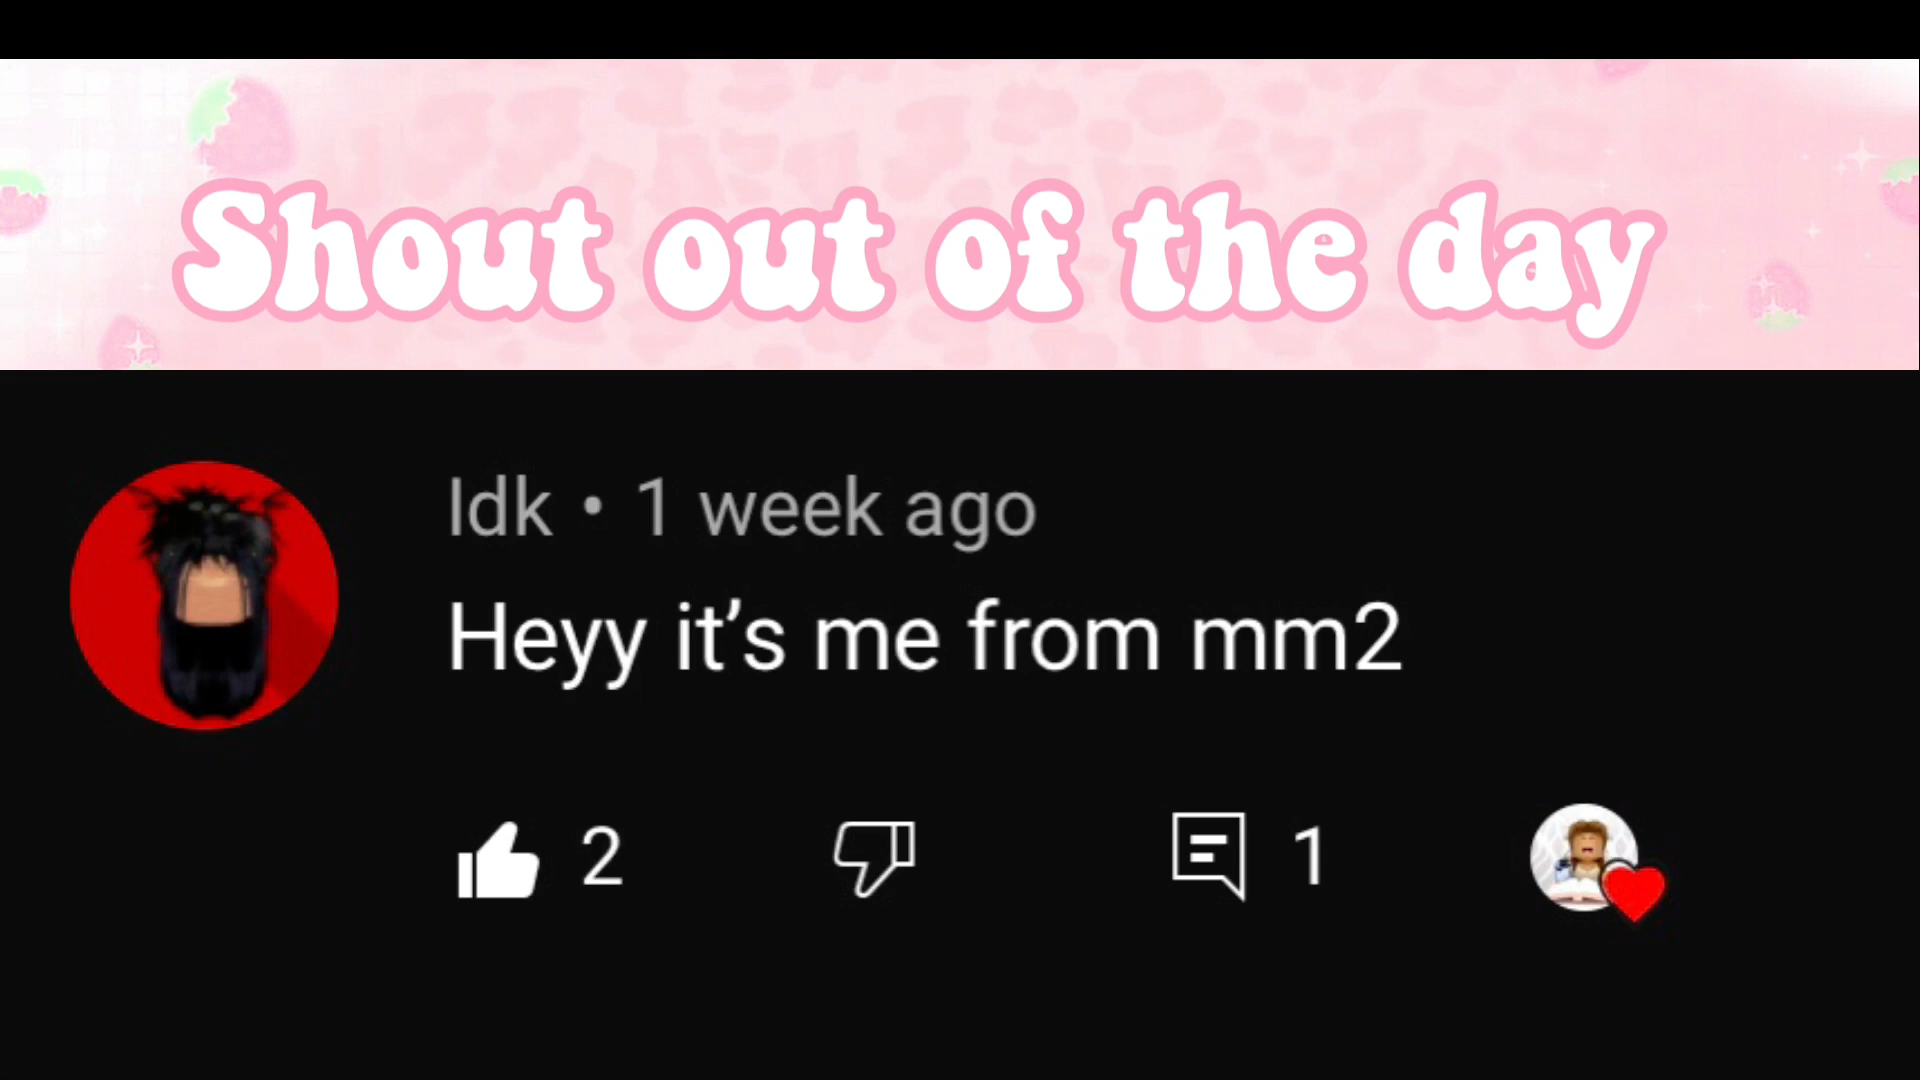 Shout out of the day
Idk • 1 week ago
Heyy it’s me from mm2
2
1